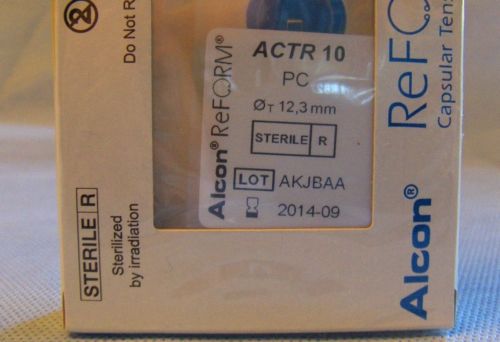 Do Not R
STERILE R
Sterilized
by irradiation
Alcon® ReFORM®
ACTR 10
PC
ØT 12,3 mm
STERILE R
LOT AKJBAA
2014-09
ReFO
Capsular Tens
Alcon®